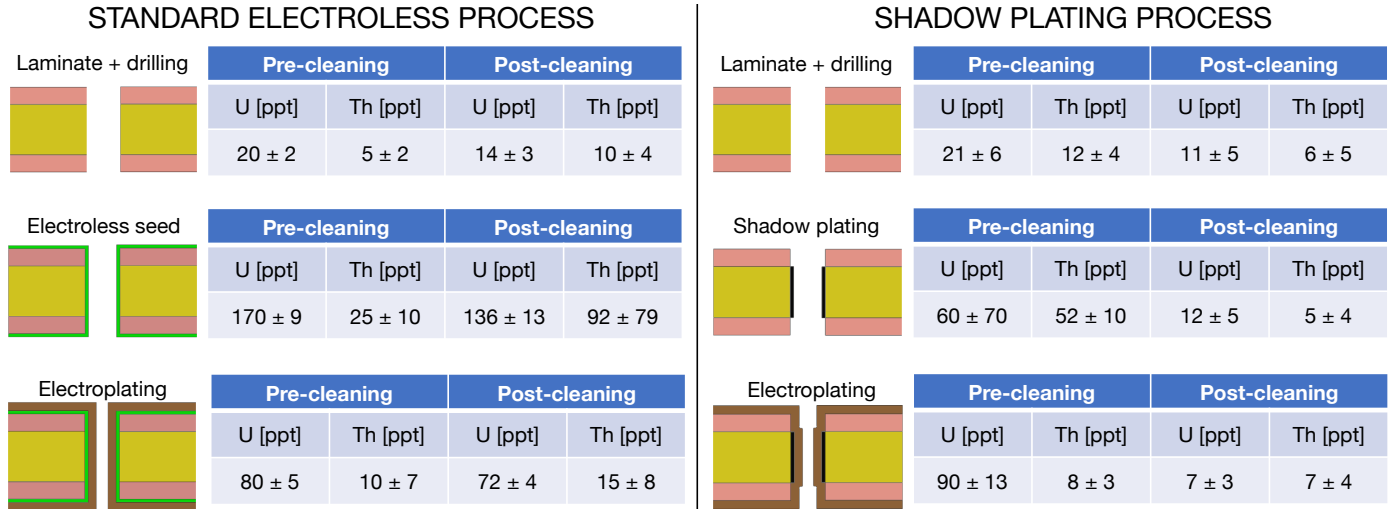 STANDARD ELECTROLESS PROCESS
Laminate + drilling
Pre-cleaning Post-cleaning
U [ppt] Th [ppt] U [ppt] Th [ppt]
20 ± 2 5 ± 2 14 ± 3 10 ± 4
Electroless seed
Pre-cleaning Post-cleaning
U [ppt] Th [ppt] U [ppt] Th [ppt]
170 ± 9 25 ± 10 136 ± 13 92 ± 79
Electroplating
Pre-cleaning Post-cleaning
U [ppt] Th [ppt] U [ppt] Th [ppt]
80 ± 5 10 ± 7 72 ± 4 15 ± 8
SHADOW PLATING PROCESS
Laminate + drilling
Pre-cleaning Post-cleaning
U [ppt] Th [ppt] U [ppt] Th [ppt]
21 ± 6 12 ± 4 11 ± 5 6 ± 5
Shadow plating
Pre-cleaning Post-cleaning
U [ppt] Th [ppt] U [ppt] Th [ppt]
60 ± 70 52 ± 10 12 ± 5 5 ± 4
Electroplating
Pre-cleaning Post-cleaning
U [ppt] Th [ppt] U [ppt] Th [ppt]
90 ± 13 8 ± 3 7 ± 3 7 ± 4